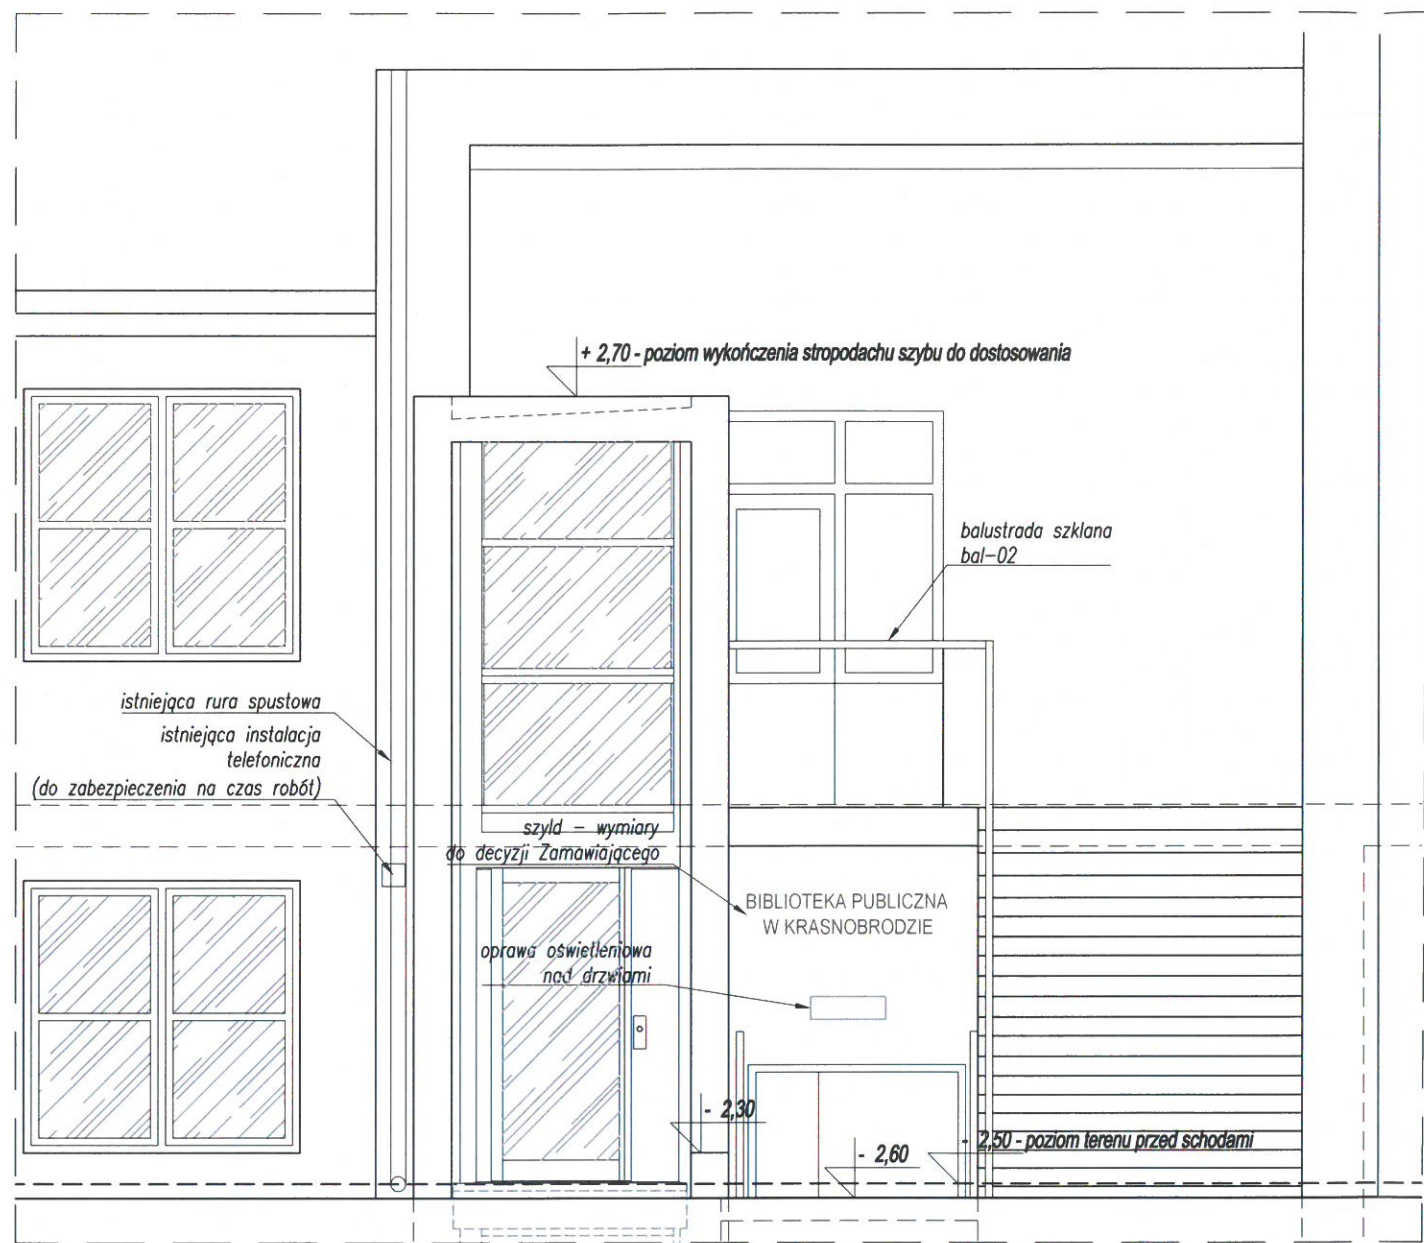 + 2,70 - poziom wykończenia stropodachu szybu do dostosowania
balustrada szklana
bal-02
istniejąca rura spustowa
istniejąca instalacja
telefoniczna
(do zabezpieczenia na czas robót)
szyld - wymiary
do decyzji Zamawiającego
BIBLIOTEKA PUBLICZNA
W KRASNOBRODZIE
oprawa oświetleniowa
nad drzwiami
- 2,30
- 2,50 - poziom terenu przed schodami
- 2,60